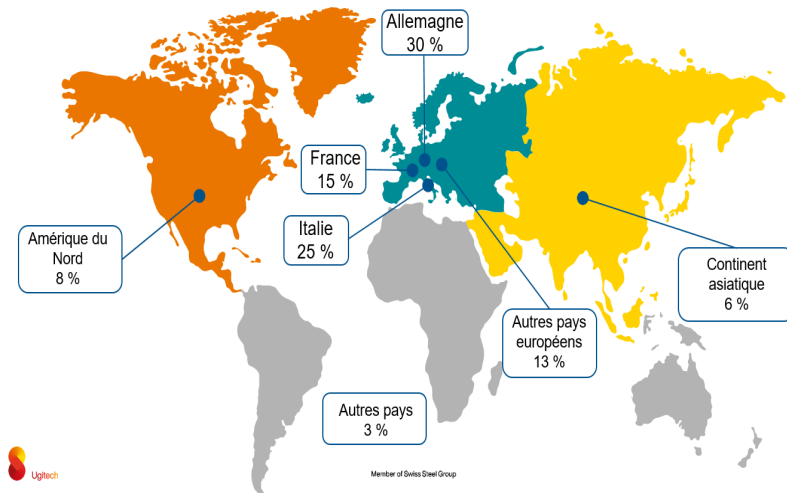 Allemagne
30 %
France
15 %
Italie
25 %
Amérique du
Nord
8 %
Continent
asiatique
6 %
Autres pays
européens
13 %
Autres pays
3 %
Ugitech
Member of Swiss Steel Group